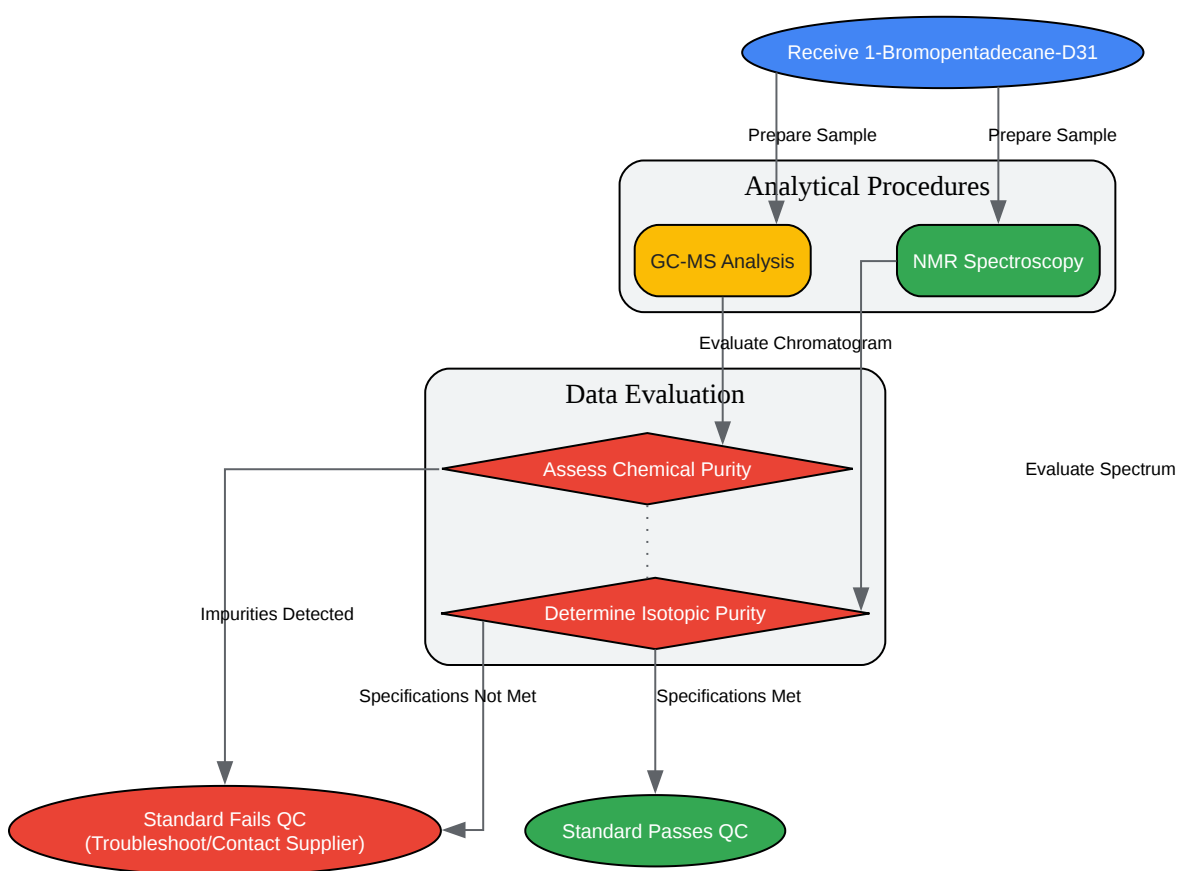 Receive 1-Bromopentadecane-D31
Prepare Sample
Prepare Sample
Analytical Procedures
GC-MS Analysis
NMR Spectroscopy
Evaluate Chromatogram
Data Evaluation
Assess Chemical Purity
Evaluate Spectrum
Determine Isotopic Purity
Impurities Detected
Specifications Not Met
Specifications Met
Standard Fails QC
(Troubleshoot/Contact Supplier)
Standard Passes QC